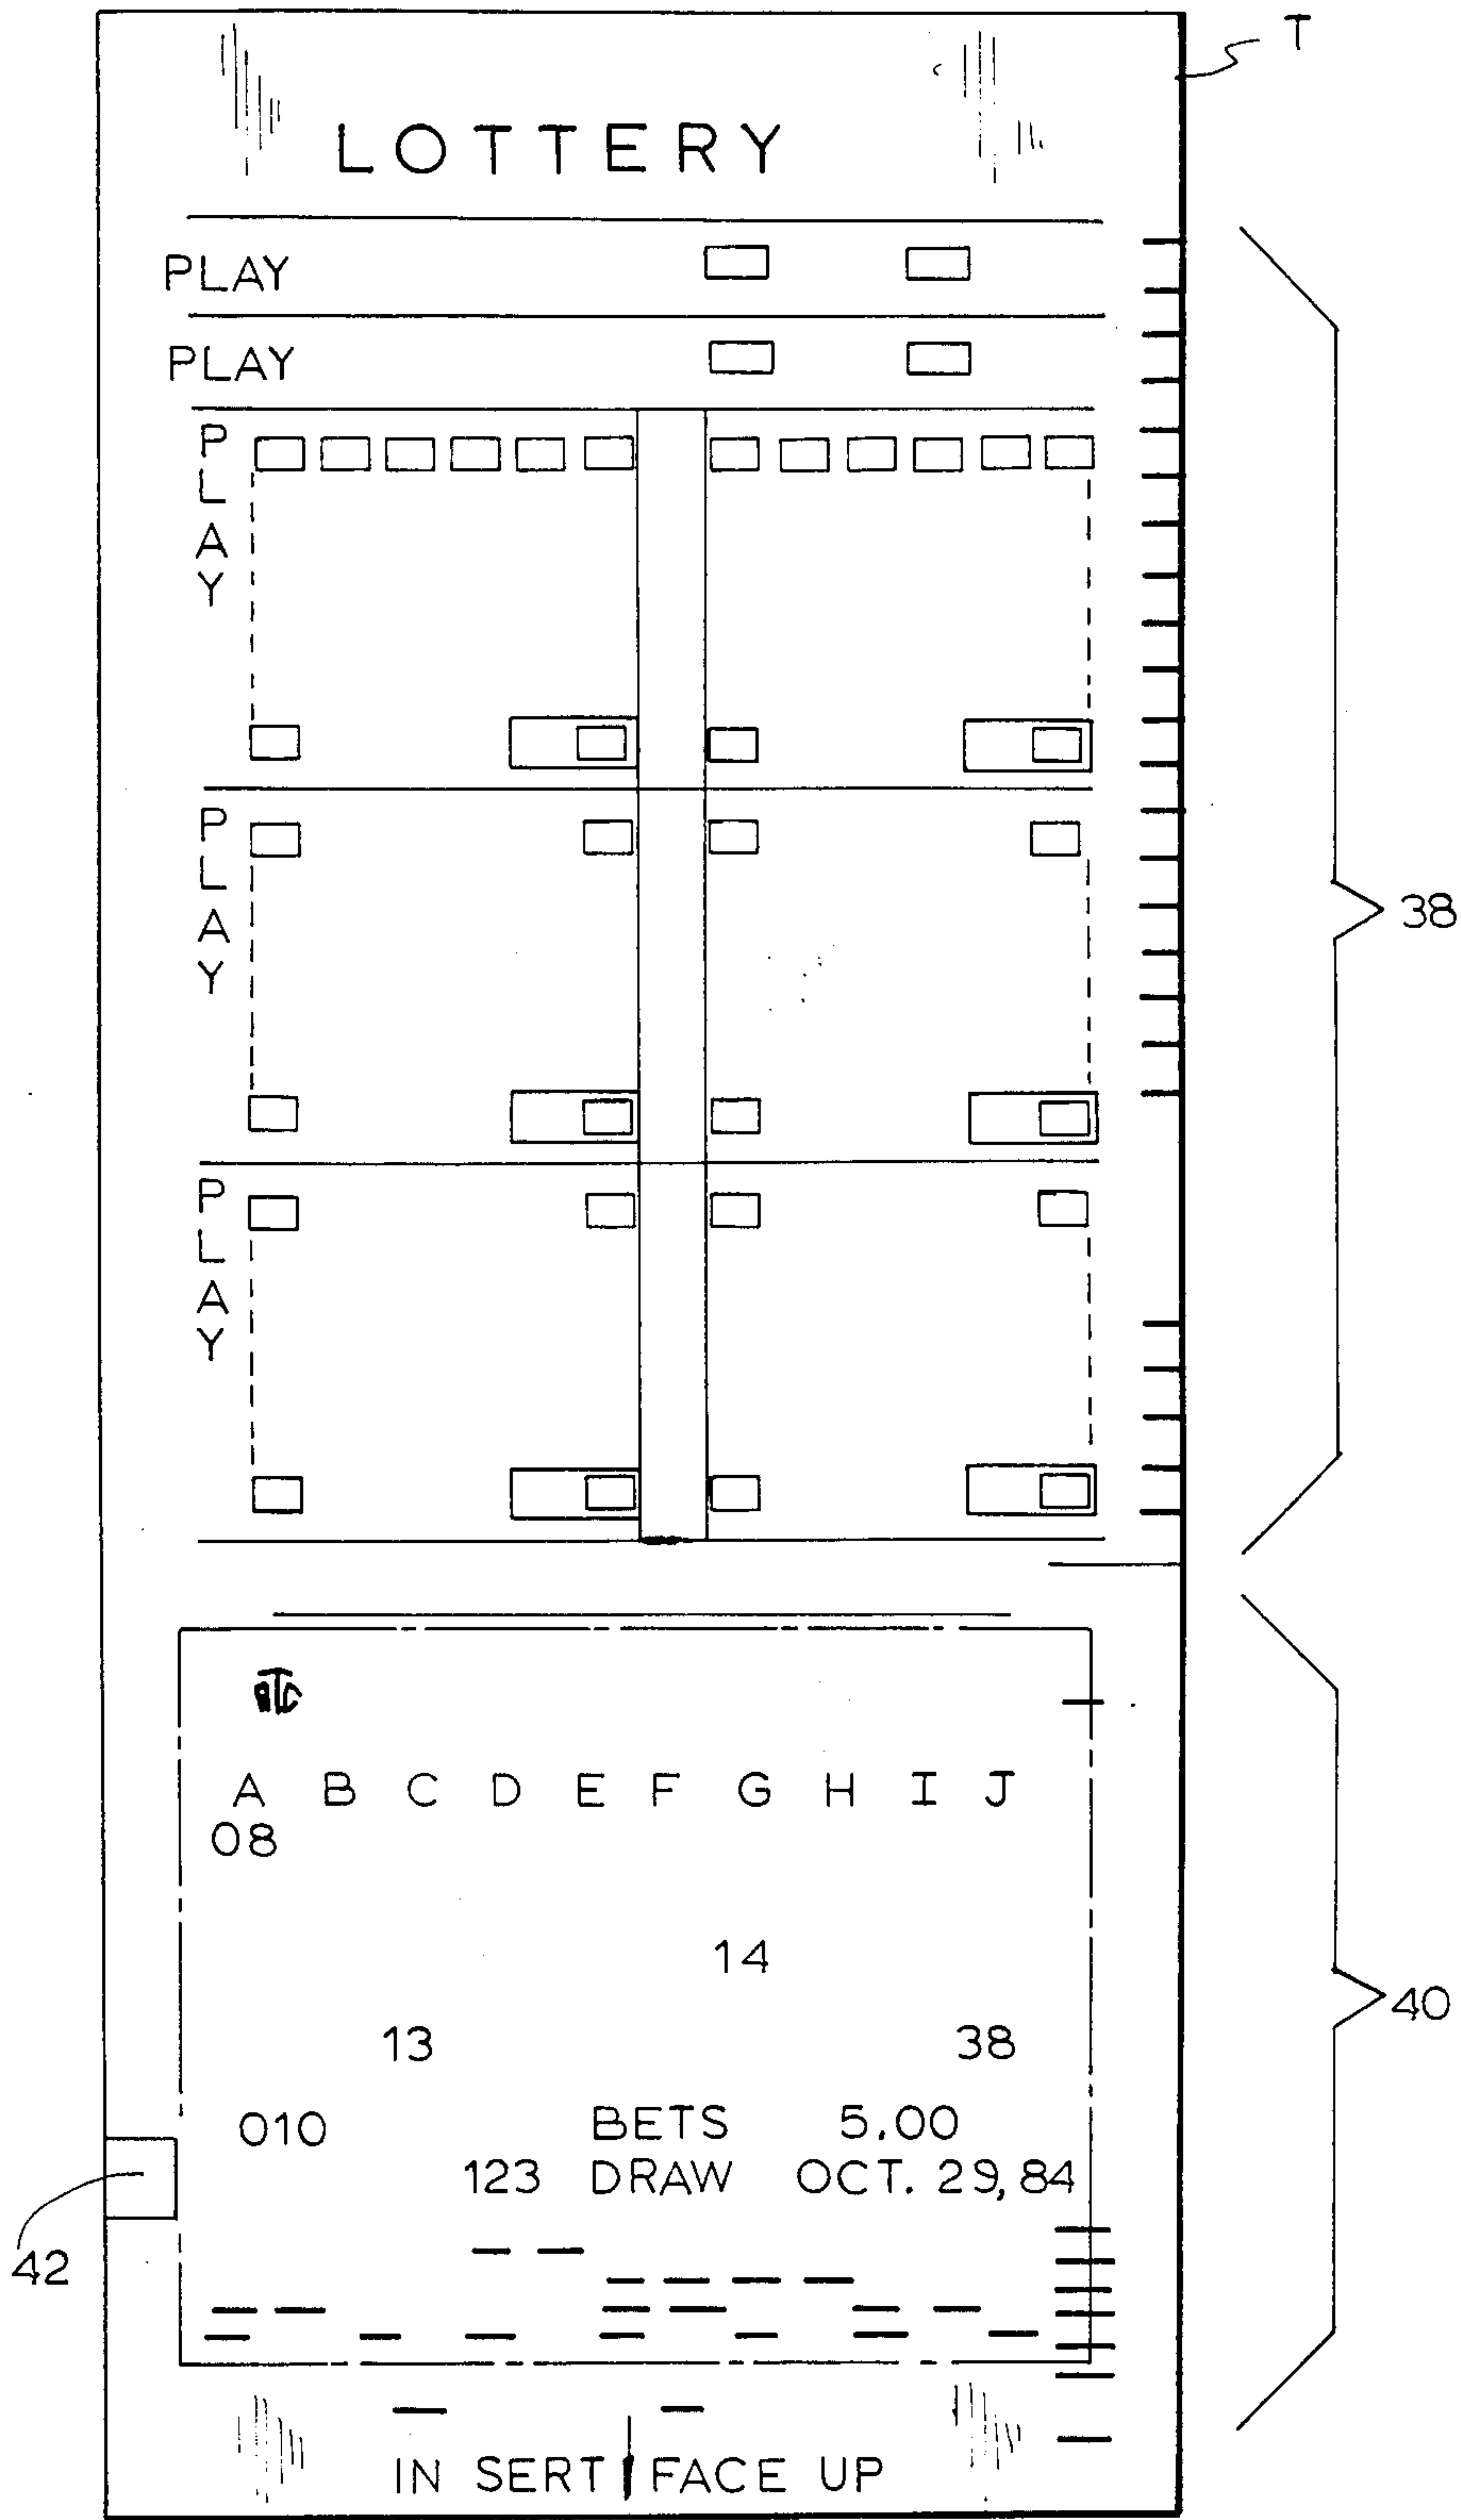 T
LOTTERY
PLAY
PLAY
PLAY
PLAY
38
PLAY
A B C D E F G H I J
08
14
13 38
40
010 BETS 5.00
123 DRAW OCT. 29, 84
42
IN SERT FACE UP